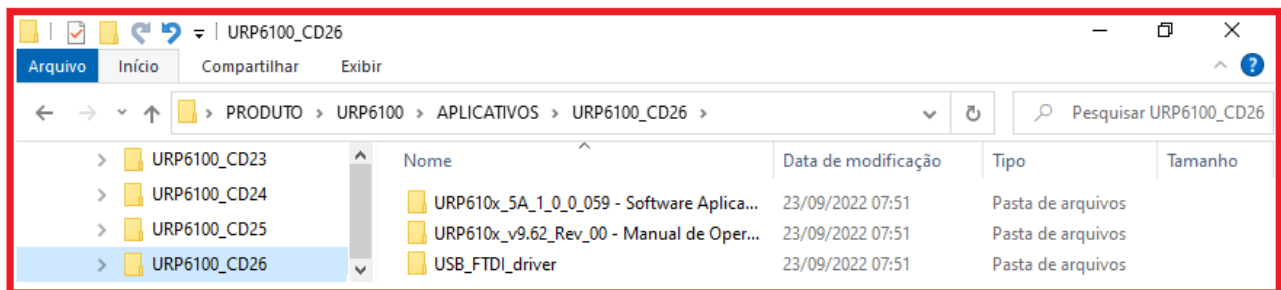 URP6100_CD26
Arquivo Início Compartilhar Exibir
PRODUTO > URP6100 > APLICATIVOS > URP6100_CD26 > Pesquisar URP6100_CD26
URP6100_CD23
URP6100_CD24
URP6100_CD25
URP6100_CD26
Nome Data de modificação Tipo Tamanho
URP610x_5A_1_0_0_059 - Software Aplica... 23/09/2022 07:51 Pasta de arquivos
URP610x_v9.62_Rev_00 - Manual de Oper... 23/09/2022 07:51 Pasta de arquivos
USB_FTDI_driver 23/09/2022 07:51 Pasta de arquivos